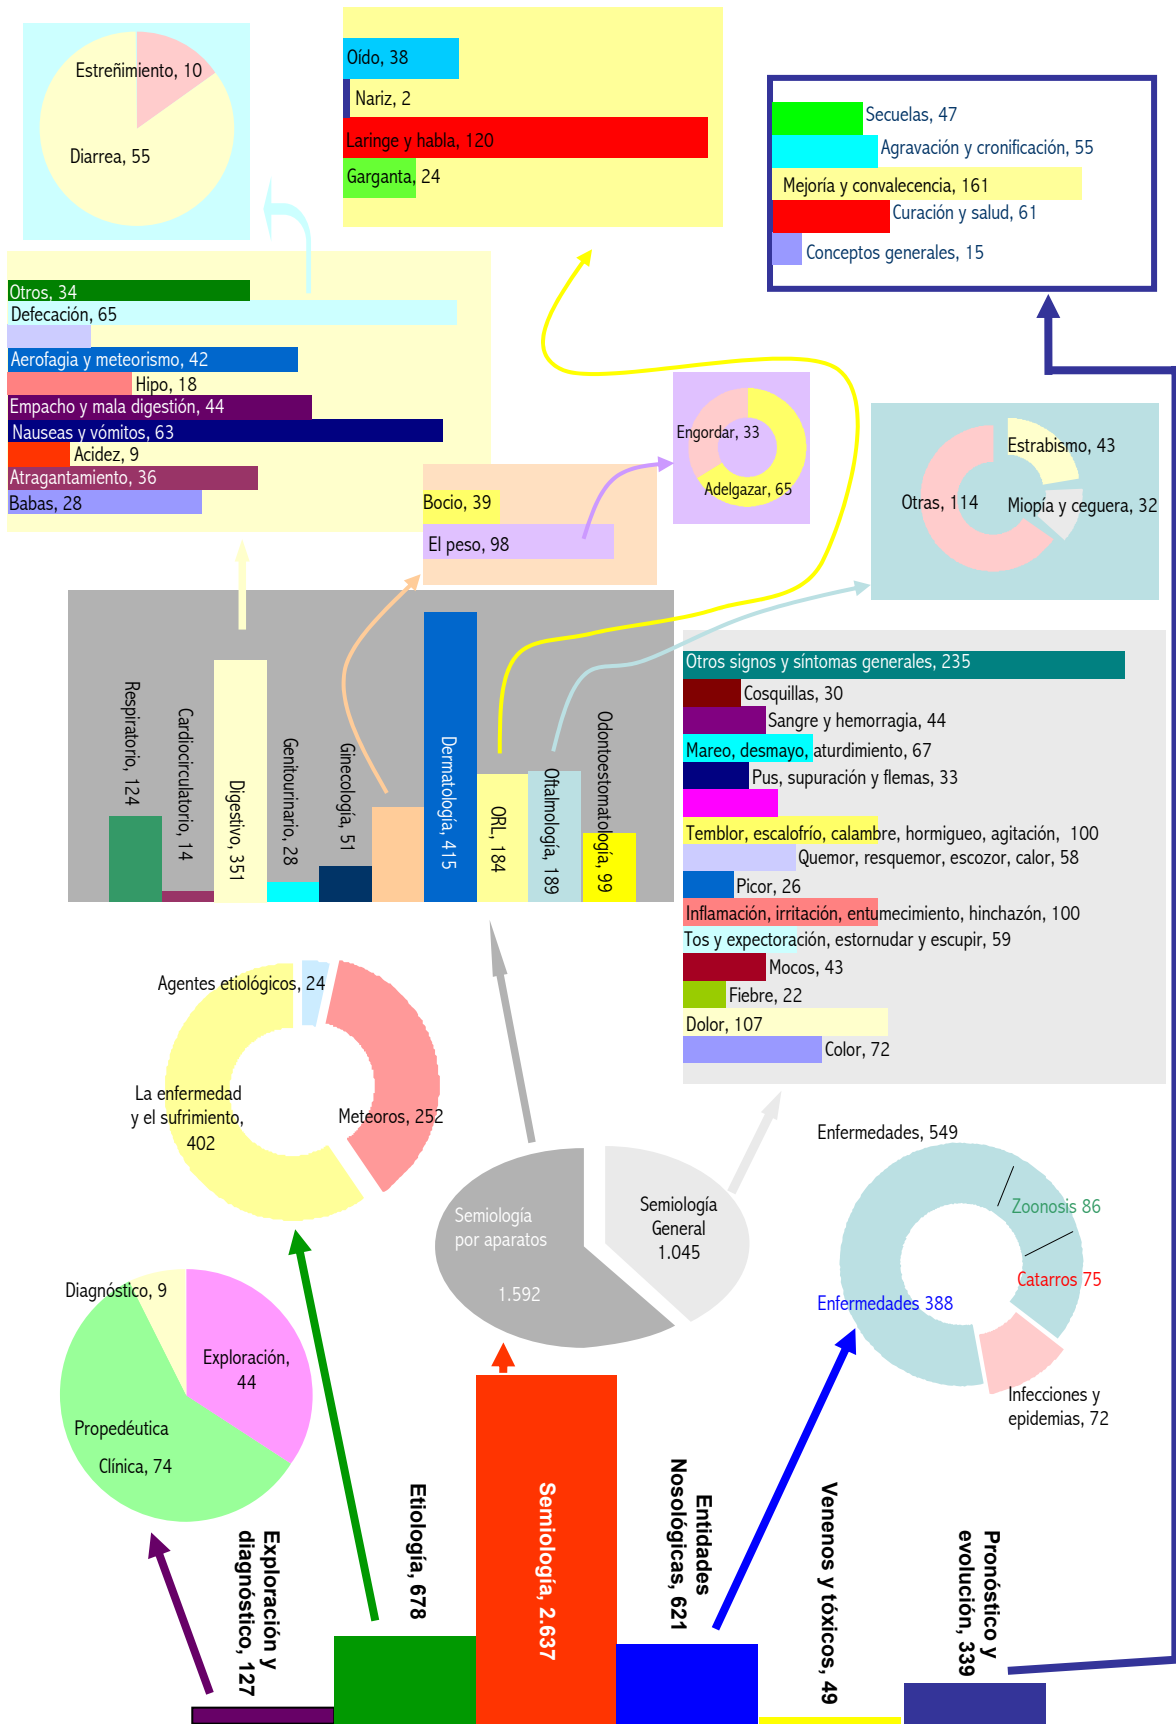 Estreñimiento, 10
Diarrea, 55
Oído, 38
Nariz, 2
Laringe y habla, 120
Garganta, 24
Secuelas, 47
Agravación y cronificación, 55
Mejoría y convalecencia, 161
Curación y salud, 61
Conceptos generales, 15
Otros, 34
Defecación, 65
Aerofagia y meteorismo, 42
Hipo, 18
Empacho y mala digestión, 44
Nauseas y vómitos, 63
Acidez, 9
Atragantamiento, 36
Babas, 28
Bocio, 39
El peso, 98
Engordar, 33
Adelgazar, 65
Estrabismo, 43
Otras, 114
Miopía y ceguera, 32
Respiratorio, 124
Cardiocirculatorio, 14
Digestivo, 351
Genitourinario, 28
Ginecología, 51
Dermatología, 415
ORL, 184
Oftalmología, 189
Odontoestomatología, 99
Otros signos y síntomas generales, 235
Cosquillas, 30
Sangre y hemorragia, 44
Mareo, desmayo, aturdimiento, 67
Pus, supuración y flemas, 33
Temblor, escalofrío, calambre, hormigueo, agitación, 100
Quemor, resquemor, escozor, calor, 58
Picor, 26
Inflamación, irritación, entumecimiento, hinchazón, 100
Tos y expectoración, estornudar y escupir, 59
Mocos, 43
Fiebre, 22
Dolor, 107
Color, 72
Agentes etiológicos, 24
La enfermedad
y el sufrimiento,
402
Meteoros, 252
Semiología
por aparatos
1.592
Semiología
General
1.045
Enfermedades, 549
Zoonosis 86
Catarros 75
Enfermedades 388
Infecciones y
epidemias, 72
Diagnóstico, 9
Exploración,
44
Propedéutica
Clínica, 74
Exploración y
diagnóstico, 127
Etiología, 678
Semiología, 2.637
Entidades
Nosológicas, 621
Venenos y tóxicos, 49
Pronóstico y
evolución, 339